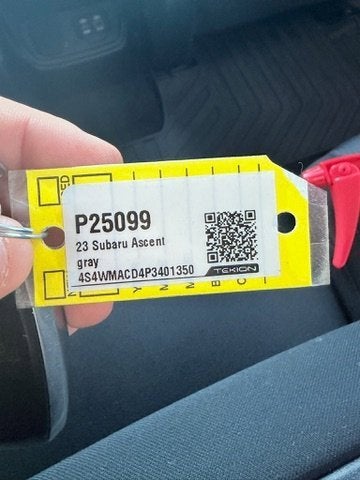 P25099
23 Subaru Ascent
gray
4S4WMACD4P3401350
TEKION